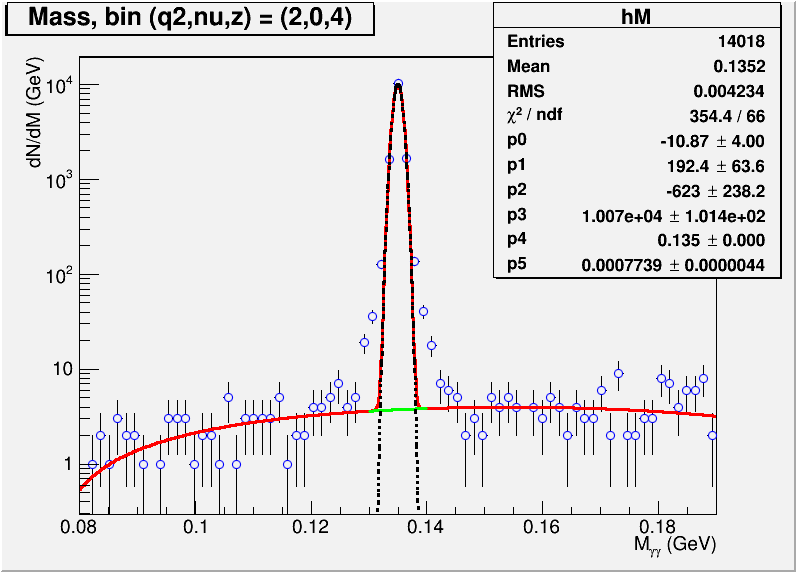 Mass, bin (q2,nu,z) = (2,0,4)
hM
Entries 14018
Mean 0.1352
RMS 0.004234
χ² / ndf 354.4 / 66
p0 -10.87 ± 4.00
p1 192.4 ± 63.6
p2 -623 ± 238.2
p3 1.007e+04 ± 1.014e+02
p4 0.135 ± 0.000
p5 0.0007739 ± 0.0000044
dN/dM (GeV)
10⁴
10³
10²
10
1
0.08 0.1 0.12 0.14 0.16 0.18
Mγγ (GeV)